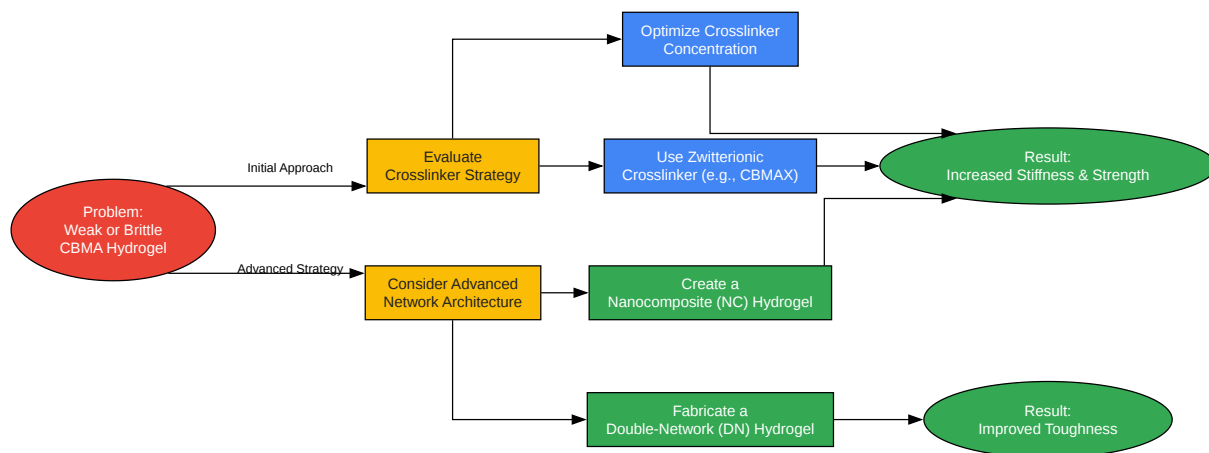 Optimize Crosslinker
Concentration
Initial Approach
Evaluate
Crosslinker Strategy
Use Zwitterionic
Crosslinker (e.g., CBMAX)
Result:
Increased Stiffness & Strength
Problem:
Weak or Brittle
CBMA Hydrogel
Advanced Strategy
Consider Advanced
Network Architecture
Create a
Nanocomposite (NC) Hydrogel
Fabricate a
Double-Network (DN) Hydrogel
Result:
Improved Toughness